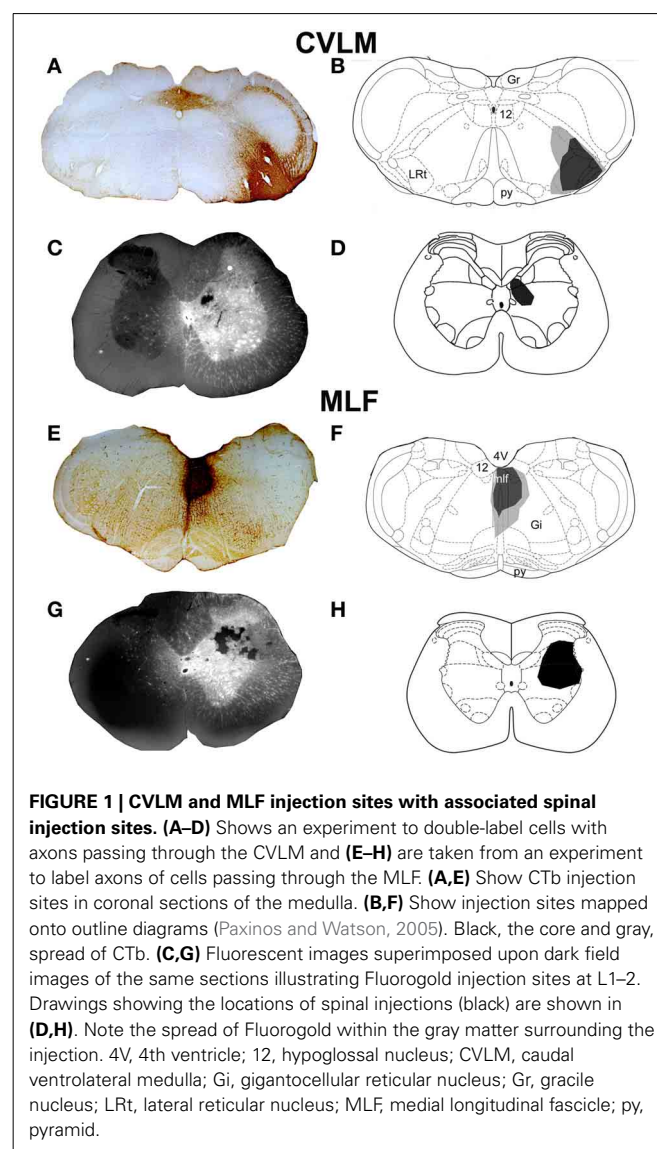 CVLM
A
B
Gr
12
LRt
py
C
D
MLF
E
F
4V
12
mlf
Gi
py
G
H
FIGURE 1 | CVLM and MLF injection sites with associated spinal
injection sites. (A–D) Shows an experiment to double-label cells with
axons passing through the CVLM and (E–H) are taken from an experiment
to label axons of cells passing through the MLF. (A,E) Show CTb injection
sites in coronal sections of the medulla. (B,F) Show injection sites mapped
onto outline diagrams (Paxinos and Watson, 2005). Black, the core and gray,
spread of CTb. (C,G) Fluorescent images superimposed upon dark field
images of the same sections illustrating Fluorogold injection sites at L1–2.
Drawings showing the locations of spinal injections (black) are shown in
(D,H). Note the spread of Fluorogold within the gray matter surrounding the
injection. 4V, 4th ventricle; 12, hypoglossal nucleus; CVLM, caudal
ventrolateral medulla; Gi, gigantocellular reticular nucleus; Gr, gracile
nucleus; LRt, lateral reticular nucleus; MLF, medial longitudinal fascicle; py,
pyramid.